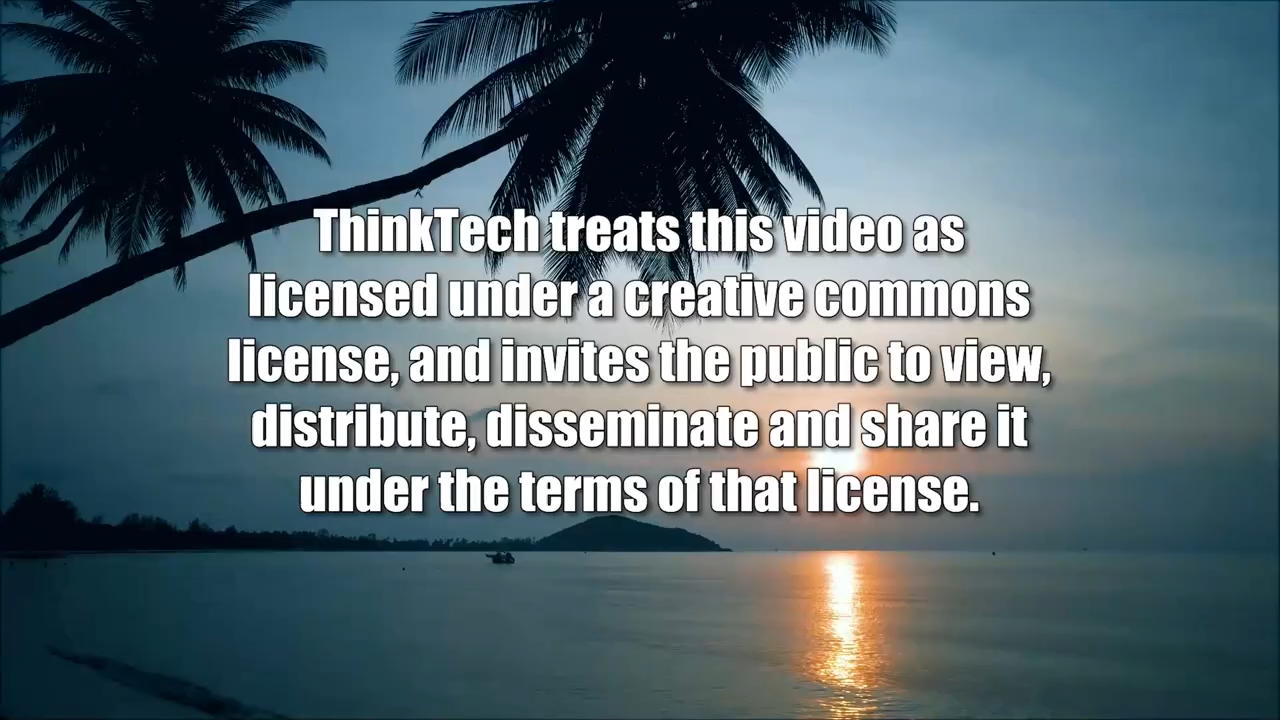 ThinkTech treats this video as
licensed under a creative commons
license, and invites the public to view,
distribute, disseminate and share it
under the terms of that license.